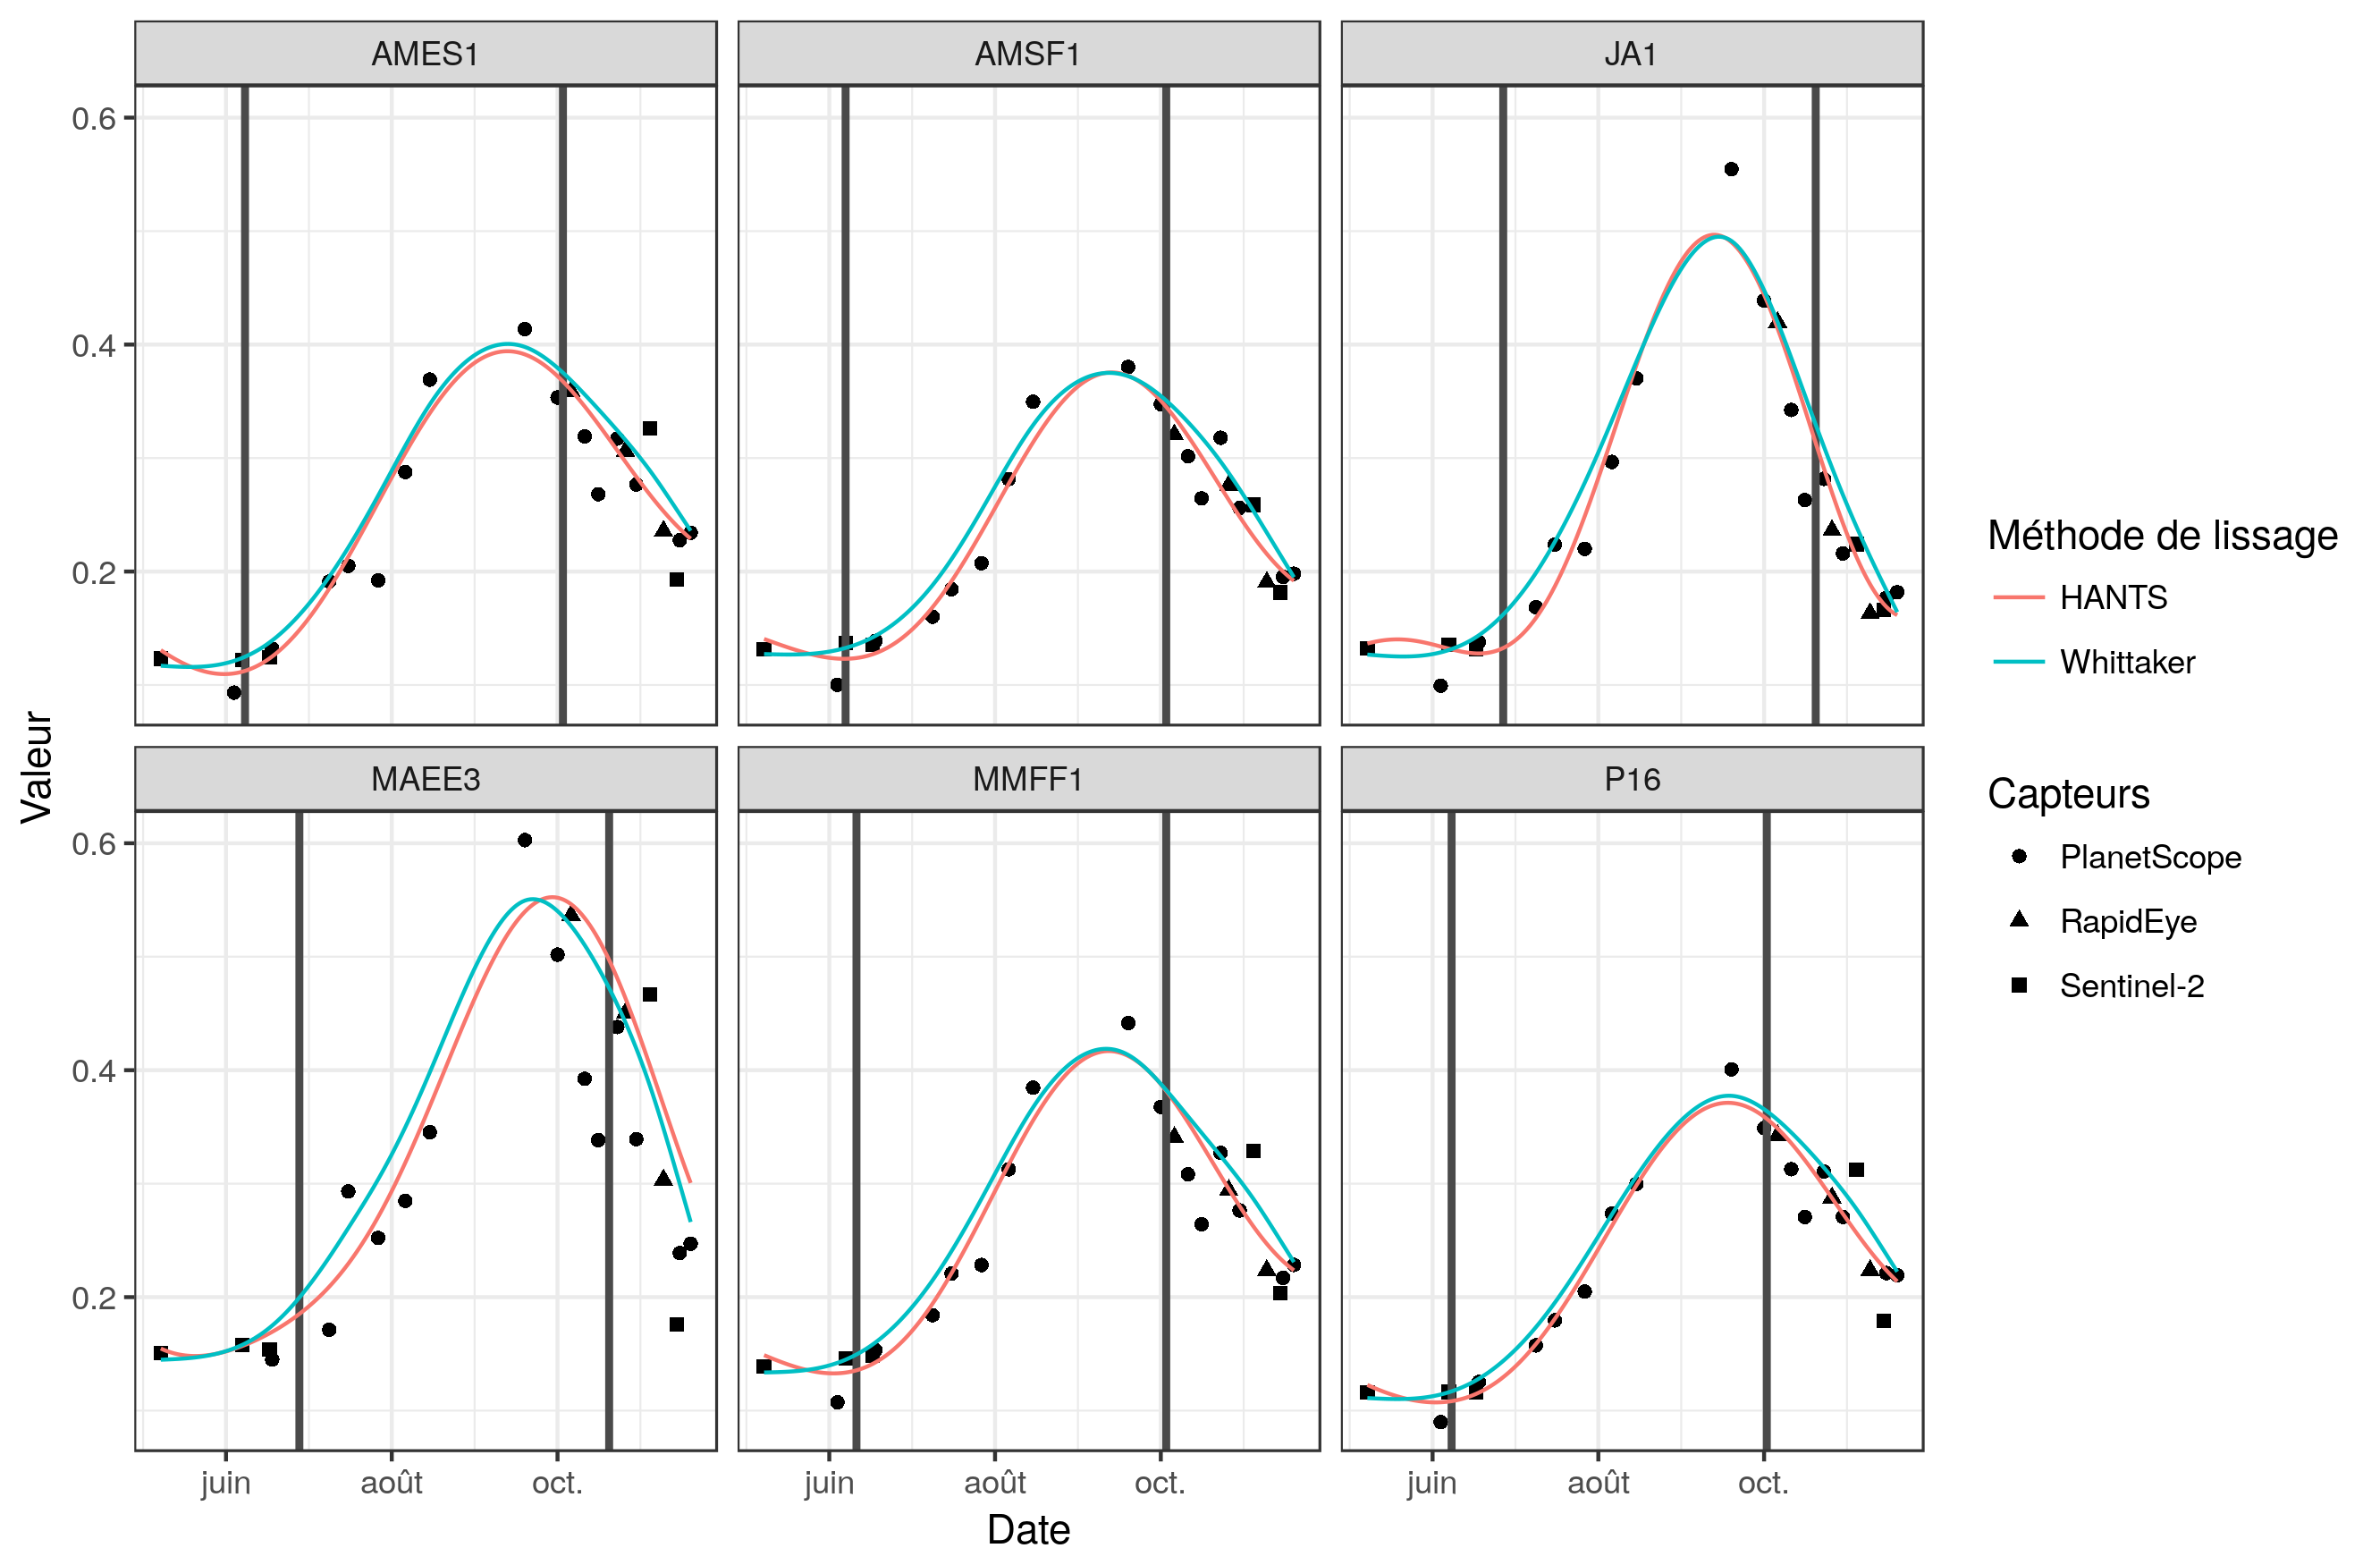 AMES1
AMSF1
JA1
0.6
0.4
0.2
MAEE3
MMFF1
P16
0.6
0.4
0.2
juin
août
oct.
juin
août
oct.
juin
août
oct.
Date
Valeur
Méthode de lissage
HANTS
Whittaker
Capteurs
PlanetScope
RapidEye
Sentinel-2